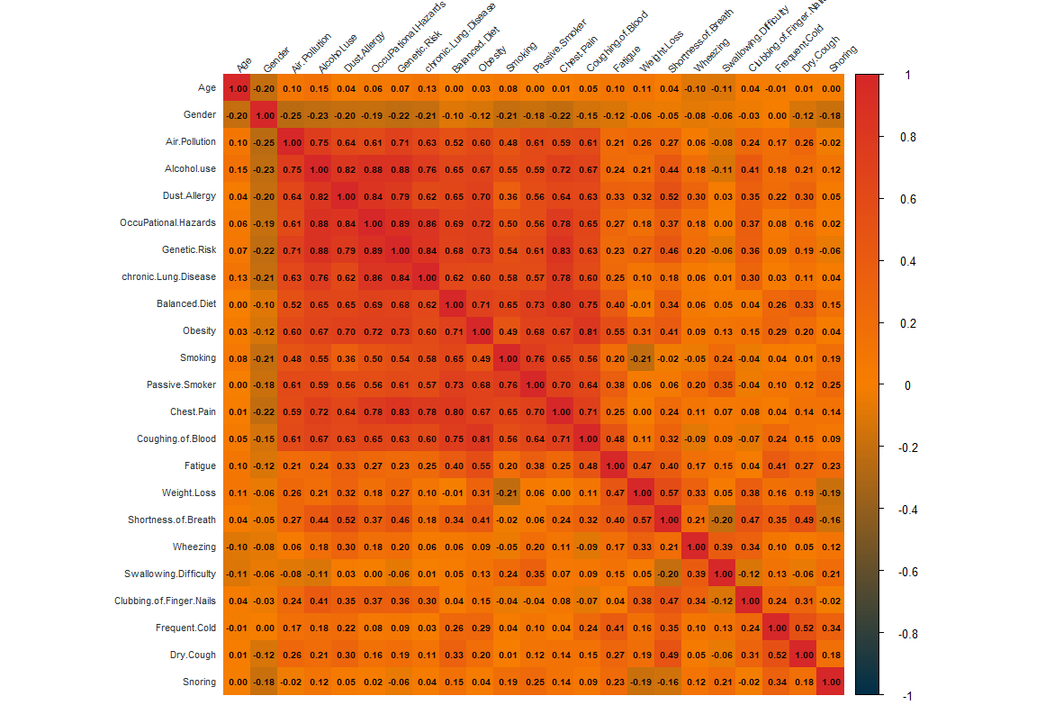 Age Gender Air.Pollution Alcohol.use Dust.Allergy OccuPational.Hazards Genetic.Risk chronic.Lung.Disease Balanced.Diet Obesity Smoking Passive.Smoker Chest.Pain Coughing.of.Blood Fatigue Weight.Loss Shortness.of.Breath Wheezing Swallowing.Difficulty Clubbing.of.Finger.Nails Frequent.Cold Dry.Cough Snoring
Age 1.00 -0.20 0.10 0.15 0.04 0.06 0.07 0.13 0.00 0.03 0.08 0.00 0.01 0.05 0.10 0.11 0.04 -0.10 -0.11 0.04 -0.01 0.01 0.00
Gender -0.20 1.00 -0.25 -0.23 -0.20 -0.19 -0.22 -0.21 -0.10 -0.12 -0.21 -0.18 -0.22 -0.15 -0.12 -0.06 -0.05 -0.08 -0.06 -0.03 0.00 -0.12 -0.18
Air.Pollution 0.10 -0.25 1.00 0.75 0.64 0.61 0.71 0.63 0.52 0.60 0.48 0.61 0.59 0.61 0.21 0.26 0.27 0.06 -0.08 0.24 0.17 0.26 -0.02
Alcohol.use 0.15 -0.23 0.75 1.00 0.82 0.88 0.88 0.76 0.65 0.67 0.55 0.59 0.72 0.67 0.24 0.21 0.44 0.18 -0.11 0.41 0.18 0.21 0.12
Dust.Allergy 0.04 -0.20 0.64 0.82 1.00 0.84 0.79 0.62 0.65 0.70 0.36 0.56 0.64 0.63 0.33 0.32 0.52 0.30 0.03 0.35 0.22 0.30 0.05
OccuPational.Hazards 0.06 -0.19 0.61 0.88 0.84 1.00 0.89 0.86 0.69 0.72 0.50 0.56 0.78 0.65 0.27 0.18 0.37 0.18 0.00 0.37 0.08 0.16 0.02
Genetic.Risk 0.07 -0.22 0.71 0.88 0.79 0.89 1.00 0.84 0.68 0.73 0.54 0.61 0.83 0.63 0.23 0.27 0.46 0.20 -0.06 0.36 0.09 0.19 -0.06
chronic.Lung.Disease 0.13 -0.21 0.63 0.76 0.62 0.86 0.84 1.00 0.62 0.60 0.58 0.57 0.78 0.60 0.25 0.10 0.18 0.06 0.01 0.30 0.03 0.11 0.04
Balanced.Diet 0.00 -0.10 0.52 0.65 0.65 0.69 0.68 0.62 1.00 0.71 0.65 0.73 0.80 0.75 0.40 -0.01 0.34 0.06 0.05 0.04 0.26 0.33 0.15
Obesity 0.03 -0.12 0.60 0.67 0.70 0.72 0.73 0.60 0.71 1.00 0.49 0.68 0.67 0.81 0.55 0.31 0.41 0.09 0.13 0.15 0.29 0.20 0.04
Smoking 0.08 -0.21 0.48 0.55 0.36 0.50 0.54 0.58 0.65 0.49 1.00 0.76 0.65 0.56 0.20 -0.21 -0.02 -0.05 0.24 -0.04 0.04 0.01 0.19
Passive.Smoker 0.00 -0.18 0.61 0.59 0.56 0.56 0.61 0.57 0.73 0.68 0.76 1.00 0.70 0.64 0.38 0.06 0.06 0.20 0.35 -0.04 0.10 0.12 0.25
Chest.Pain 0.01 -0.22 0.59 0.72 0.64 0.78 0.83 0.78 0.80 0.67 0.65 0.70 1.00 0.71 0.25 0.00 0.24 0.11 0.07 0.08 0.04 0.14 0.14
Coughing.of.Blood 0.05 -0.15 0.61 0.67 0.63 0.65 0.63 0.60 0.75 0.81 0.56 0.64 0.71 1.00 0.48 0.11 0.32 -0.09 0.09 -0.07 0.24 0.15 0.09
Fatigue 0.10 -0.12 0.21 0.24 0.33 0.27 0.23 0.25 0.40 0.55 0.20 0.38 0.25 0.48 1.00 0.47 0.40 0.17 0.15 0.04 0.41 0.27 0.23
Weight.Loss 0.11 -0.06 0.26 0.21 0.32 0.18 0.27 0.10 -0.01 0.31 -0.21 0.06 0.00 0.11 0.47 1.00 0.57 0.33 0.05 0.38 0.16 0.19 -0.19
Shortness.of.Breath 0.04 -0.05 0.27 0.44 0.52 0.37 0.46 0.18 0.34 0.41 -0.02 0.06 0.24 0.32 0.40 0.57 1.00 0.21 -0.20 0.47 0.35 0.49 -0.16
Wheezing -0.10 -0.08 0.06 0.18 0.30 0.18 0.20 0.06 0.06 0.09 -0.05 0.20 0.11 -0.09 0.17 0.33 0.21 1.00 0.39 0.34 0.10 0.05 0.12
Swallowing.Difficulty -0.11 -0.06 -0.08 -0.11 0.03 0.00 -0.06 0.01 0.05 0.13 0.24 0.35 0.07 0.09 0.15 0.05 -0.20 0.39 1.00 -0.12 0.13 -0.06 0.21
Clubbing.of.Finger.Nails 0.04 -0.03 0.24 0.41 0.35 0.37 0.36 0.30 0.04 0.15 -0.04 -0.04 0.08 -0.07 0.04 0.38 0.47 0.34 -0.12 1.00 0.24 0.31 -0.02
Frequent.Cold -0.01 0.00 0.17 0.18 0.22 0.08 0.09 0.03 0.26 0.29 0.04 0.10 0.04 0.24 0.41 0.16 0.35 0.10 0.13 0.24 1.00 0.52 0.34
Dry.Cough 0.01 -0.12 0.26 0.21 0.30 0.16 0.19 0.11 0.33 0.20 0.01 0.12 0.14 0.15 0.27 0.19 0.49 0.05 -0.06 0.31 0.52 1.00 0.18
Snoring 0.00 -0.18 -0.02 0.12 0.05 0.02 -0.06 0.04 0.15 0.04 0.19 0.25 0.14 0.09 0.23 -0.19 -0.16 0.12 0.21 -0.02 0.34 0.18 1.00
1
0.8
0.6
0.4
0.2
0
-0.2
-0.4
-0.6
-0.8
-1